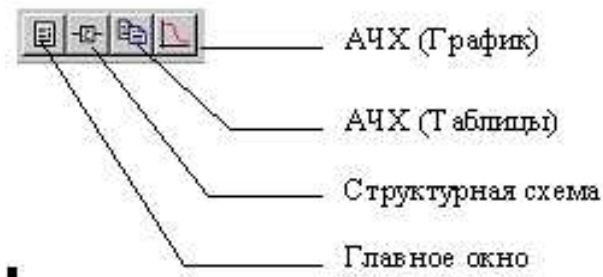 АЧХ (График)
АЧХ (Таблицы)
Структурная схема
Главное окно